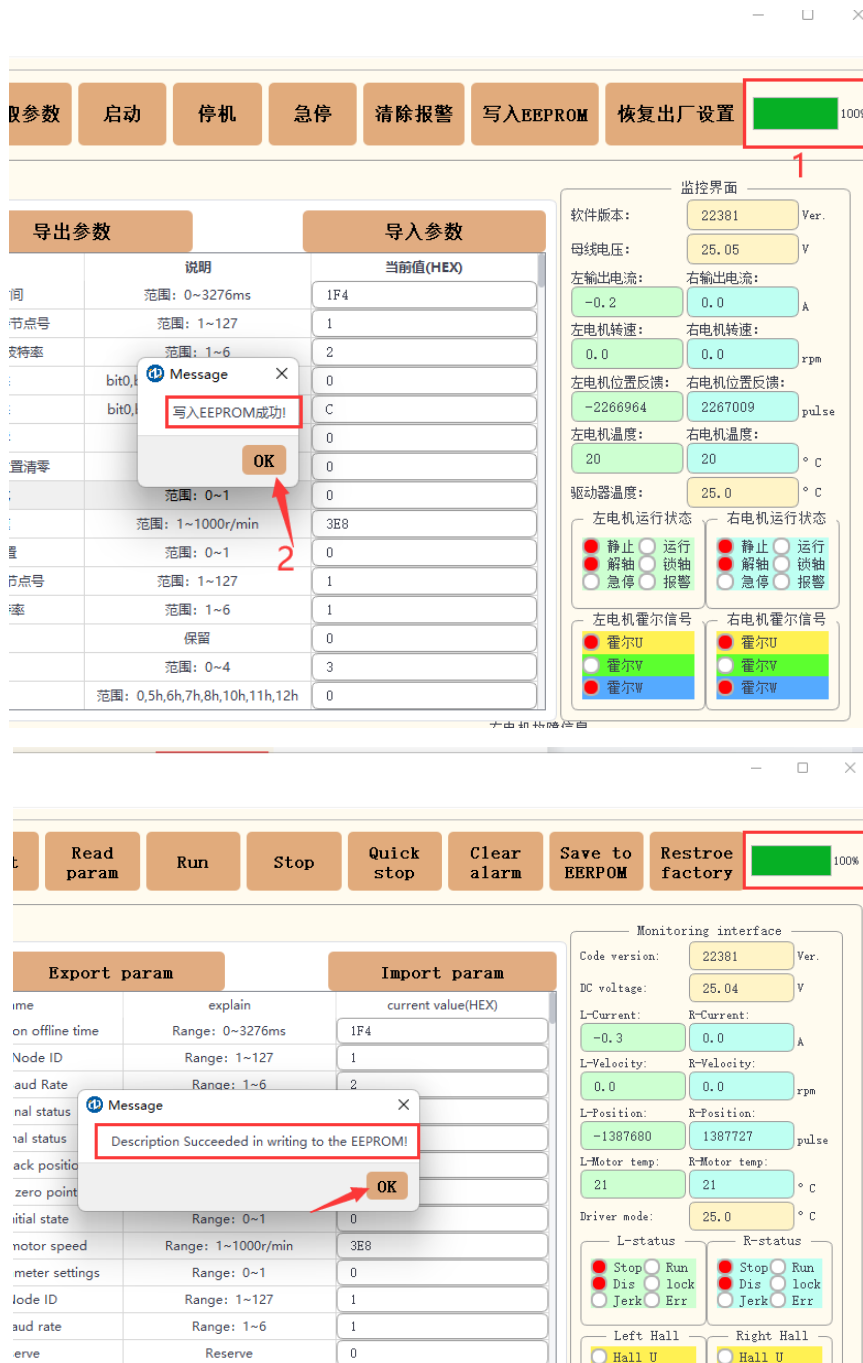 取参数 启动 停机 急停 清除报警 写入EEPROM 恢复出厂设置 100%
1
监控界面
导出参数 导入参数
软件版本: 22381 Ver.
母线电压: 25.05 V
说明 当前值(HEX)
左输出电流: 右输出电流:
间 范围: 0~3276ms 1F4
-0.2 0.0 A
节点号 范围: 1~127 1
左电机转速: 右电机转速:
波特率 范围: 1~6 2
0.0 0.0 rpm
Message
bit0, 0
左电机位置反馈: 右电机位置反馈:
写入EEPROM成功!
bit0, C
-2266964 2267009 pulse
0
左电机温度: 右电机温度:
OK
置清零 0
20 20 °C
范围: 0~1 0
驱动器温度: 25.0 °C
范围: 1~1000r/min 3E8
左电机运行状态 右电机运行状态
2
置 范围: 0~1 0
静止 运行 静止 运行
解轴 锁轴 解轴 锁轴
节点号 范围: 1~127 1
急停 报警 急停 报警
率 范围: 1~6 1
左电机霍尔信号 右电机霍尔信号
保留 0
霍尔U 霍尔U
范围: 0~4 3
霍尔V 霍尔V
范围: 0,5h,6h,7h,8h,10h,11h,12h 0
霍尔W 霍尔W
右电机故障信息
t Read param Run Stop Quick stop Clear alarm Save to EERPOM Restroe factory 100%
Monitoring interface
Export param Import param
Code version: 22381 Ver.
DC voltage: 25.04 V
ame explain current value(HEX)
L-Current: R-Current:
on offline time Range: 0~3276ms 1F4
-0.3 0.0 A
Node ID Range: 1~127 1
L-Velocity: R-Velocity:
aud Rate Range: 1~6 2
0.0 0.0 rpm
Message
nal status
L-Position: R-Position:
Description Succeeded in writing to the EEPROM!
nal status
-1387680 1387727 pulse
ack positio
L-Motor temp: R-Motor temp:
OK
zero point
21 21 °C
nitial state Range: 0~1 0
Driver mode: 25.0 °C
motor speed Range: 1~1000r/min 3E8
L-status R-status
meter settings Range: 0~1 0
Stop Run Stop Run
Dis lock Dis lock
Node ID Range: 1~127 1
Jerk Err Jerk Err
aud rate Range: 1~6 1
Left Hall Right Hall
erve Reserve 0
Hall U Hall U